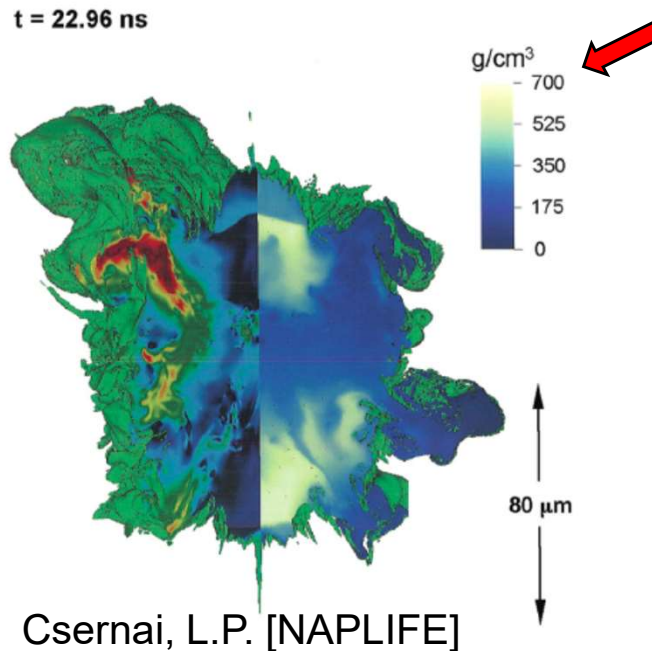 t = 22.96 ns
g/cm³
700
525
350
175
0
80 μm
Csernai, L.P. [NAPLIFE]